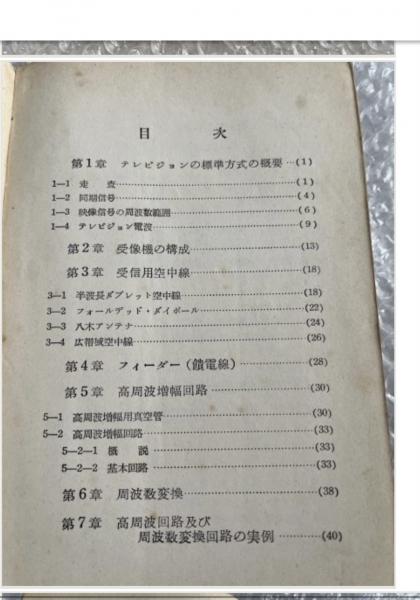 目　次
第1章　テレビジョンの標準方式の概要…(1)
1—1　走　査……………(1)
1—2　同期信号……………(4)
1—3　映像信号の周波数範囲……………(6)
1—4　テレビジョン電波……………(9)
第2章　受像機の構成……………(13)
第3章　受信用空中線……………(18)
3—1　半波長ダブレット空中線……………(18)
3—2　フォールデッド・ダイポール……………(22)
3—3　八木アンテナ……………(24)
3—4　広帯域空中線……………(26)
第4章　フィーダー（饋電線）……………(28)
第5章　高周波増幅回路……………(30)
5—1　高周波増幅用真空管……………(30)
5—2　高周波増幅回路……………(33)
5—2—1　概　説……………(33)
5—2—2　基本回路……………(33)
第6章　周波数変換……………(38)
第7章　高周波回路及び
周波数変換回路の実例…………(40)